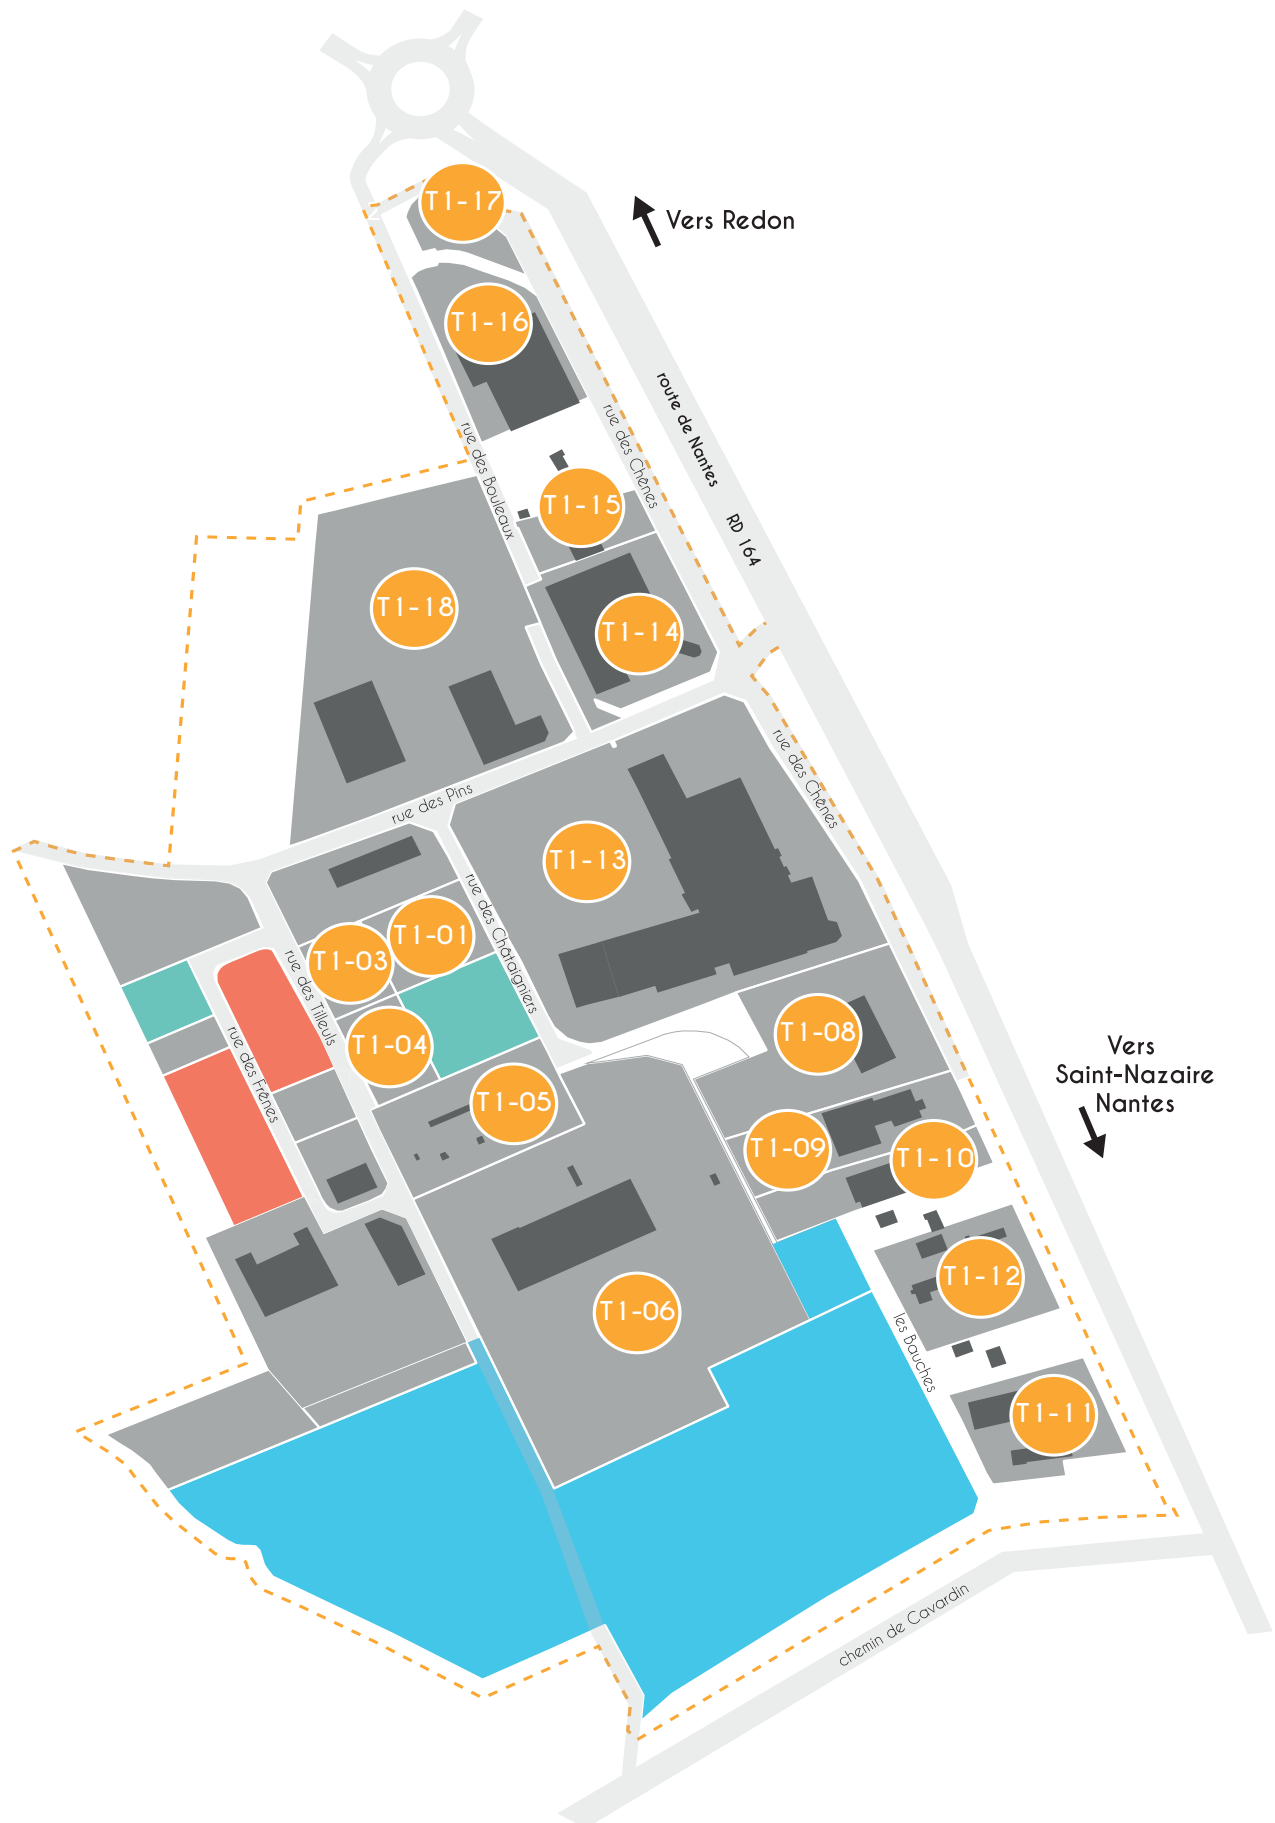 T1-17
2
Vers Redon
T1-16
route de Nantes
RD 164
rue des Chênes
rue des Bouleaux
T1-15
T1-18
T1-14
rue des Chênes
rue des Pins
T1-13
rue des Châtaigniers
T1-01
T1-03
rue des Tilleuls
T1-04
rue des Frênes
T1-08
Vers
Saint-Nazaire
Nantes
T1-05
T1-09
T1-10
T1-12
T1-06
les Bauches
T1-11
chemin de Cavardin